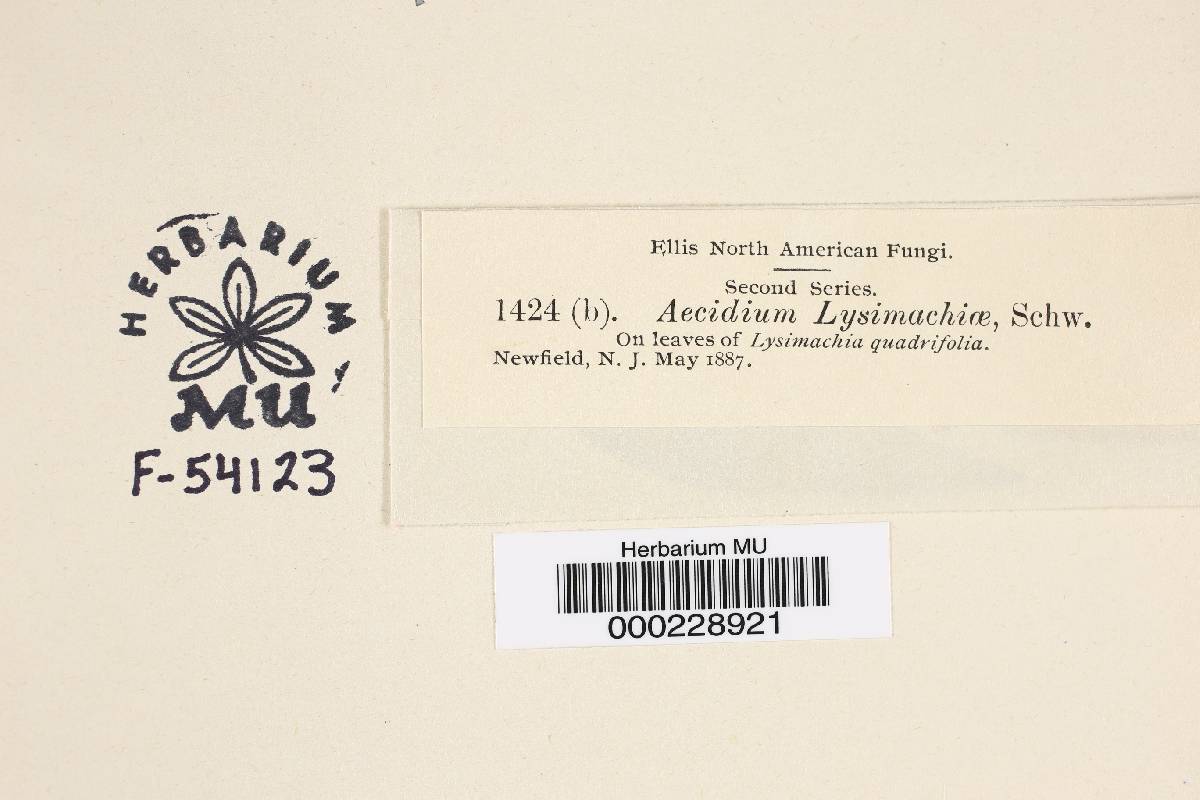 HERBARIUM
MU
F-54123
Ellis North American Fungi.
Second Series.
1424 (b). Aecidium Lysimachiæ, Schw.
On leaves of Lysimachia quadrifolia.
Newfield, N. J. May 1887.
Herbarium MU
000228921